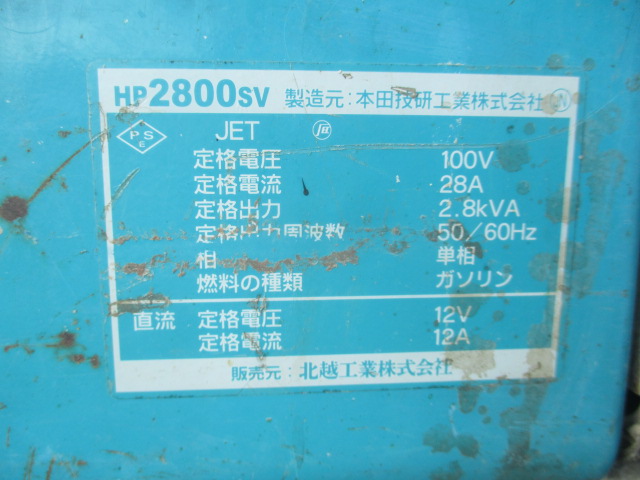 HP2800SV 製造元:本田技研工業株式会社 N
PSE JET
定格電圧 100V
定格電流 28A
定格出力 2.8kVA
定格出力周波数 50/60Hz
相 単相
燃料の種類 ガソリン
直流 定格電圧 12V
定格電流 12A
販売元:北越工業株式会社